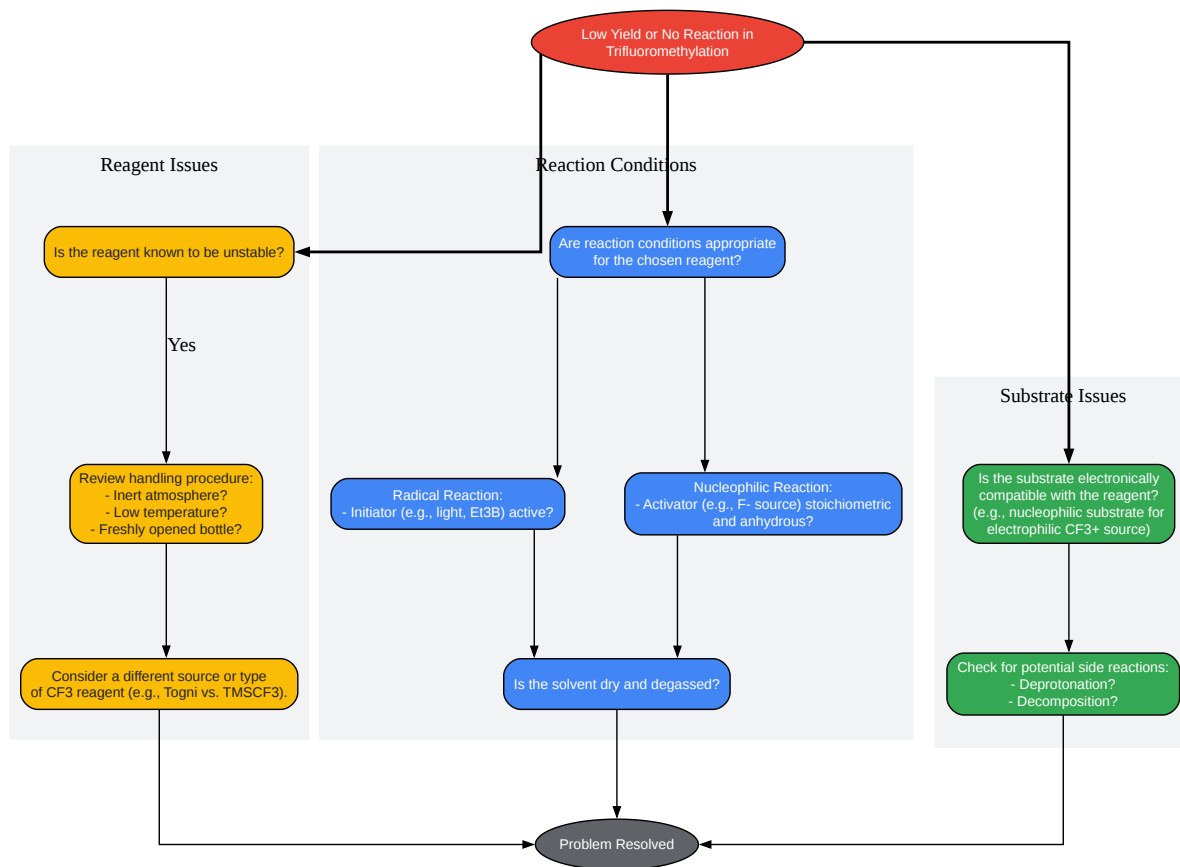 Low Yield or No Reaction in
Trifluoromethylation
Reagent Issues
Reaction Conditions
Is the reagent known to be unstable?
Are reaction conditions appropriate
for the chosen reagent?
Yes
Substrate Issues
Review handling procedure:
- Inert atmosphere?
- Low temperature?
- Freshly opened bottle?
Radical Reaction:
- Initiator (e.g., light, Et3B) active?
Nucleophilic Reaction:
- Activator (e.g., F- source) stoichiometric
and anhydrous?
Is the substrate electronically
compatible with the reagent?
(e.g., nucleophilic substrate for
electrophilic CF3+ source)
Consider a different source or type
of CF3 reagent (e.g., Togni vs. TMSCF3).
Is the solvent dry and degassed?
Check for potential side reactions:
- Deprotonation?
- Decomposition?
Problem Resolved